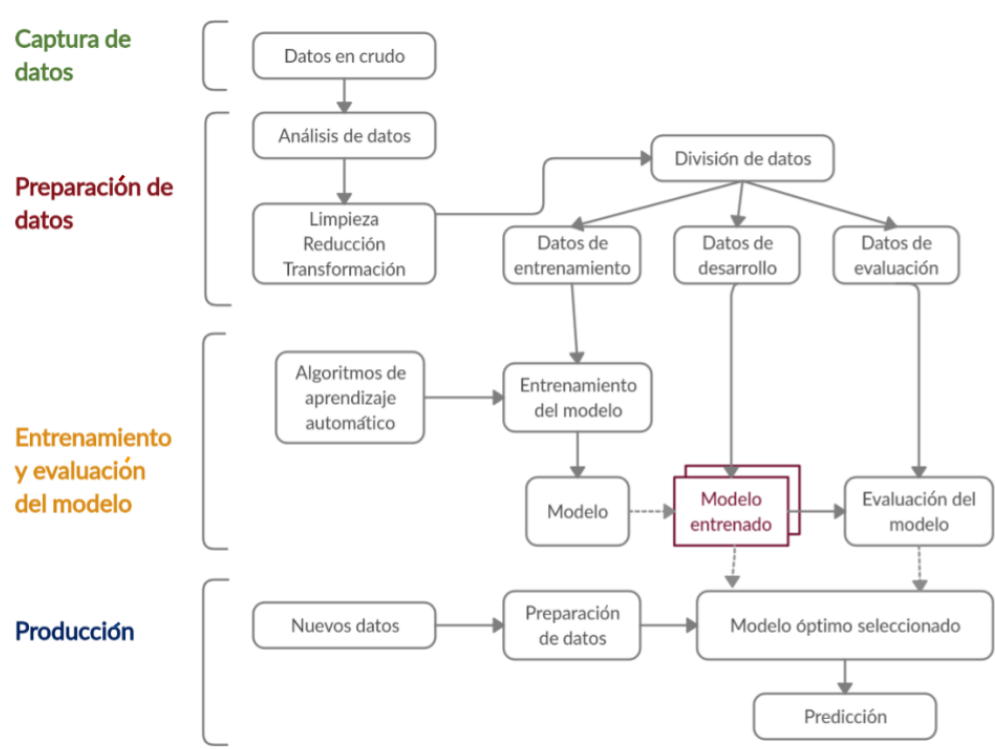 Captura de
datos
Datos en crudo
Preparación de
datos
Análisis de datos
Limpieza
Reducción
Transformación
División de datos
Datos de
entrenamiento
Datos de
desarrollo
Datos de
evaluación
Entrenamiento
y evaluación
del modelo
Algoritmos de
aprendizaje
automático
Entrenamiento
del modelo
Modelo
Modelo
entrenado
Evaluación del
modelo
Producción
Nuevos datos
Preparación
de datos
Modelo óptimo seleccionado
Predicción